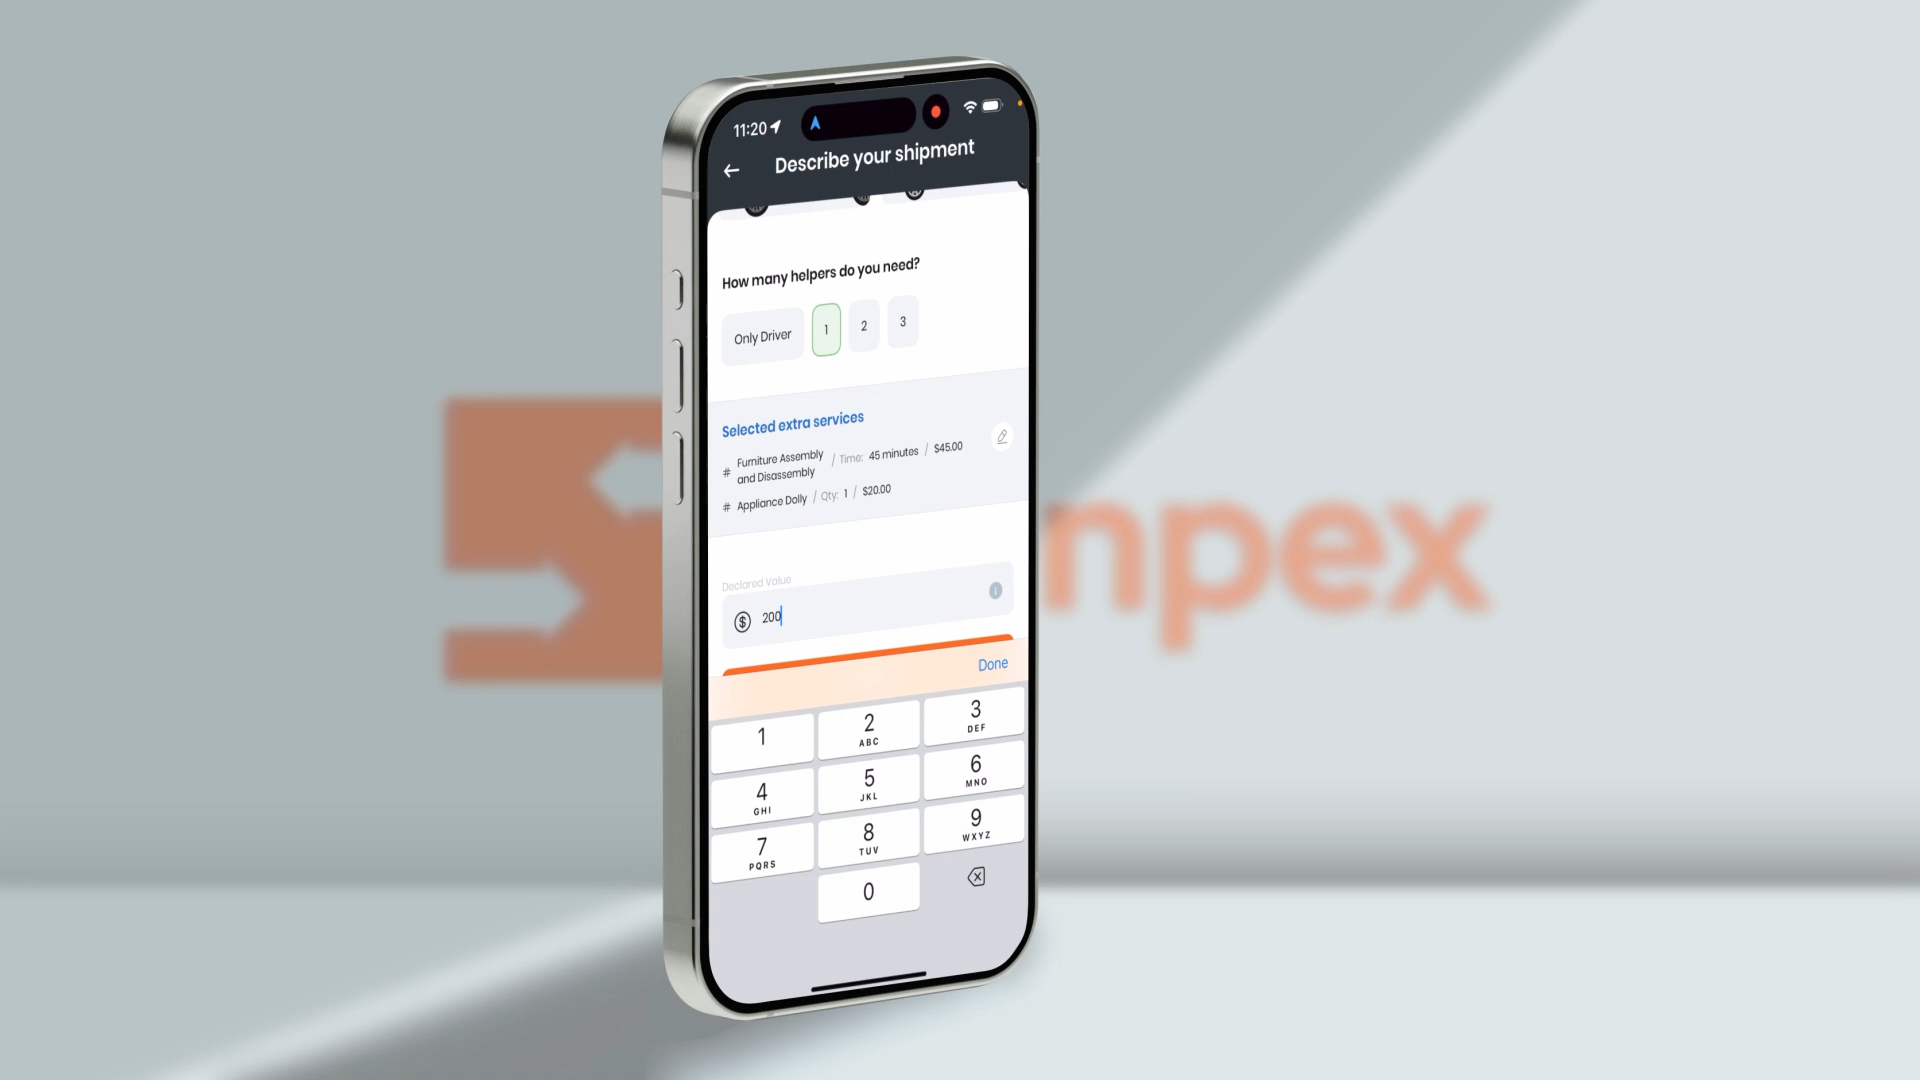 11:20
Describe your shipment
How many helpers do you need?
Only Driver 1 2 3
Selected extra services
# Furniture Assembly and Disassembly / Time: 45 minutes / $45.00
# Appliance Dolly / Qty: 1 / $20.00
Declared Value
$ 200
Done
1 2 3
ABC DEF
4 5 6
GHI JKL MNO
7 8 9
PQRS TUV WXYZ
0
npex